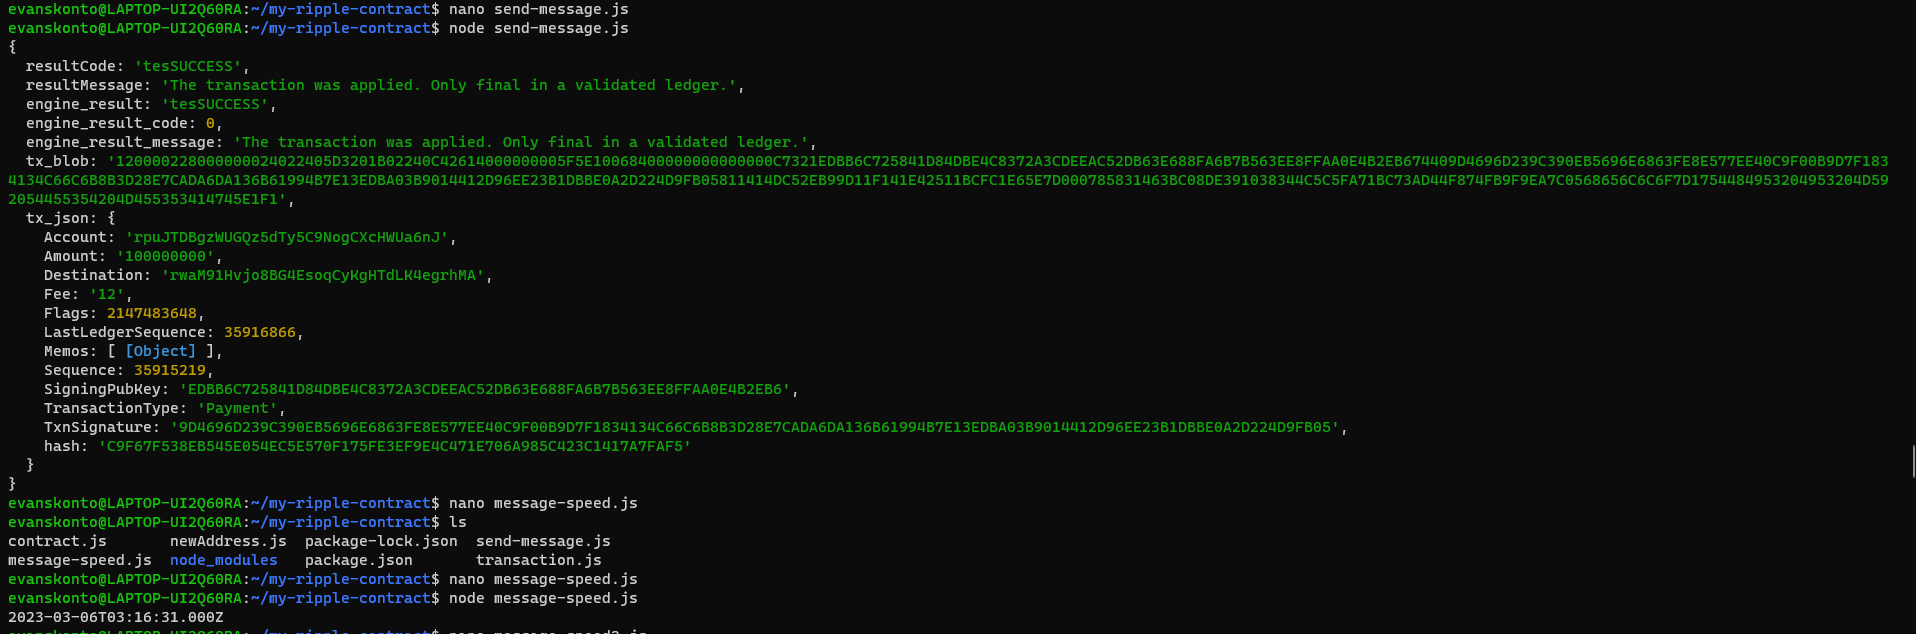 evanskonto@LAPTOP-UI2Q60RA:~/my-ripple-contract$ nano send-message.js
evanskonto@LAPTOP-UI2Q60RA:~/my-ripple-contract$ node send-message.js
{
  resultCode: 'tesSUCCESS',
  resultMessage: 'The transaction was applied. Only final in a validated ledger.',
  engine_result: 'tesSUCCESS',
  engine_result_code: 0,
  engine_result_message: 'The transaction was applied. Only final in a validated ledger.',
  tx_blob: '120000228000000024022405D3201B02240C42614000000005F5E10068400000000000000C7321EDBB6C725841D84DBE4C8372A3CDEEAC52DB63E688FA6B7B563EE8FFAA0E4B2EB674409D4696D239C390EB5696E6863FE8E577EE40C9F00B9D7F183
4134C66C6B8B3D28E7CADA6DA136B61994B7E13EDBA03B9014412D96EE23B1DBBE0A2D224D9FB05811414DC52EB99D11F141E42511BCFC1E65E7D000785831463BC08DE391038344C5C5FA71BC73AD44F874FB9F9EA7C0568656C6C6F7D1754484953204953204D59
2054455354204D455353414745E1F1',
  tx_json: {
    Account: 'rpuJTDBgzWUGQz5dTy5C9NogCXcHWUa6nJ',
    Amount: '100000000',
    Destination: 'rwaM91Hvjo8BG4EsoqCyKgHTdLK4egrhMA',
    Fee: '12',
    Flags: 2147483648,
    LastLedgerSequence: 35916866,
    Memos: [ [Object] ],
    Sequence: 35915219,
    SigningPubKey: 'EDBB6C725841D84DBE4C8372A3CDEEAC52DB63E688FA6B7B563EE8FFAA0E4B2EB6',
    TransactionType: 'Payment',
    TxnSignature: '9D4696D239C390EB5696E6863FE8E577EE40C9F00B9D7F1834134C66C6B8B3D28E7CADA6DA136B61994B7E13EDBA03B9014412D96EE23B1DBBE0A2D224D9FB05',
    hash: 'C9F67F538EB545E054EC5E570F175FE3EF9E4C471E706A985C423C1417A7FAF5'
  }
}
evanskonto@LAPTOP-UI2Q60RA:~/my-ripple-contract$ nano message-speed.js
evanskonto@LAPTOP-UI2Q60RA:~/my-ripple-contract$ ls
contract.js       newAddress.js  package-lock.json  send-message.js
message-speed.js  node_modules   package.json       transaction.js
evanskonto@LAPTOP-UI2Q60RA:~/my-ripple-contract$ nano message-speed.js
evanskonto@LAPTOP-UI2Q60RA:~/my-ripple-contract$ node message-speed.js
2023-03-06T03:16:31.000Z